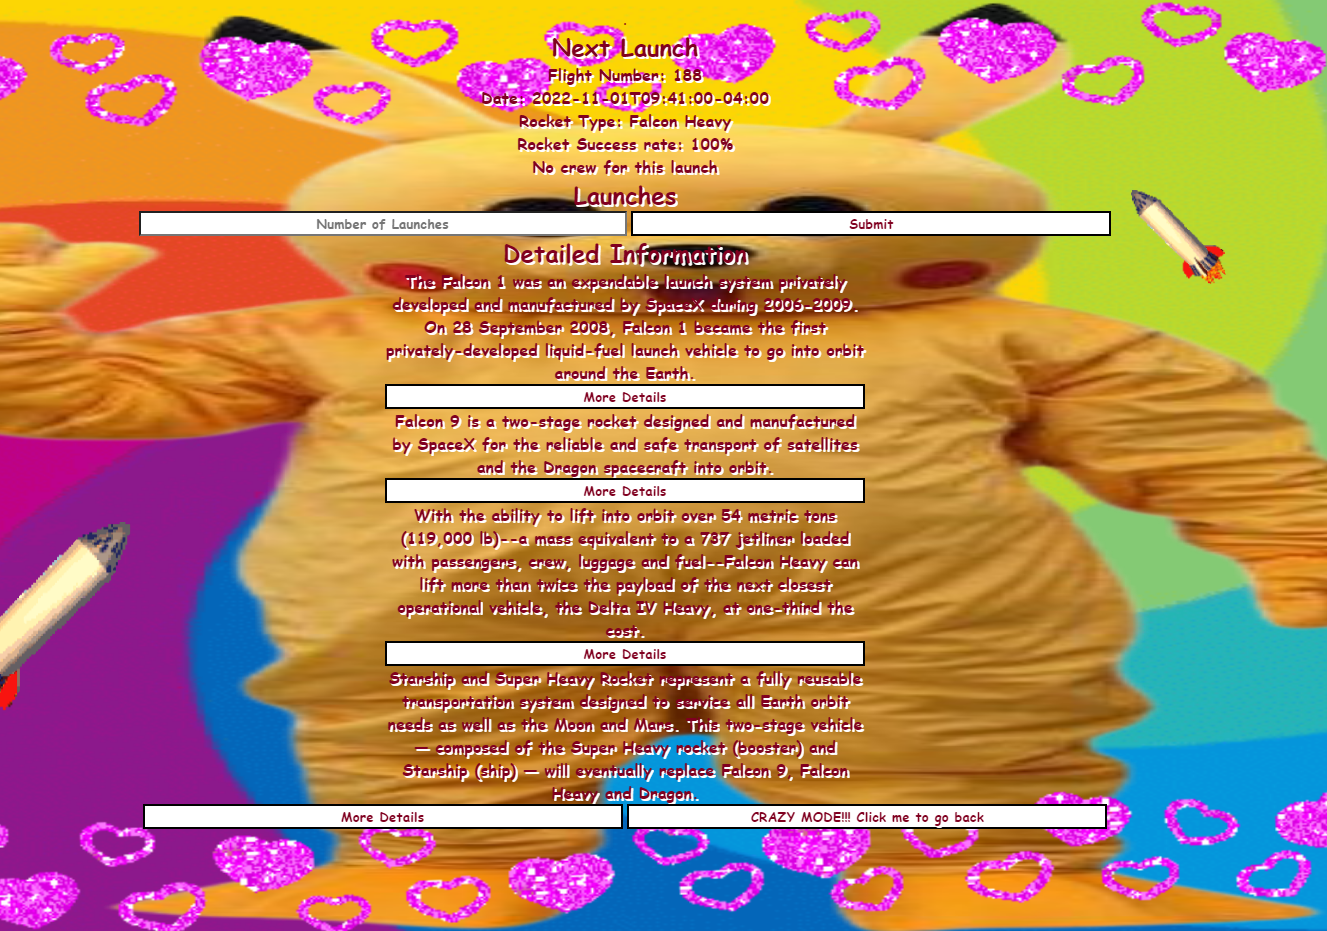 Next Launch
Flight Number: 188
Date: 2022-11-01T09:41:00-04:00
Rocket Type: Falcon Heavy
Rocket Success rate: 100%
No crew for this launch
Launches
Number of Launches
Submit
Detailed Information
The Falcon 1 was an expendable launch system privately
developed and manufactured by SpaceX during 2006-2009.
On 28 September 2008, Falcon 1 became the first
privately-developed liquid-fuel launch vehicle to go into orbit
around the Earth.
More Details
Falcon 9 is a two-stage rocket designed and manufactured
by SpaceX for the reliable and safe transport of satellites
and the Dragon spacecraft into orbit.
More Details
With the ability to lift into orbit over 54 metric tons
(119,000 lb)--a mass equivalent to a 737 jetliner loaded
with passengers, crew, luggage and fuel--Falcon Heavy can
lift more than twice the payload of the next closest
operational vehicle, the Delta IV Heavy, at one-third the
cost.
More Details
Starship and Super Heavy Rocket represent a fully reusable
transportation system designed to service all Earth orbit
needs as well as the Moon and Mars. This two-stage vehicle
— composed of the Super Heavy rocket (booster) and
Starship (ship) — will eventually replace Falcon 9, Falcon
Heavy and Dragon.
More Details
CRAZY MODE!!! Click me to go back